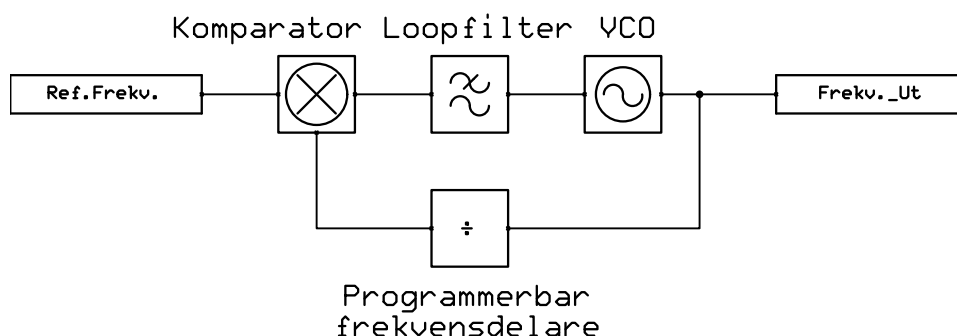 Komparator Loopfilter VCO
Ref.Frekv.
Frekv._Ut
÷
Programmerbar
frekvensdelare